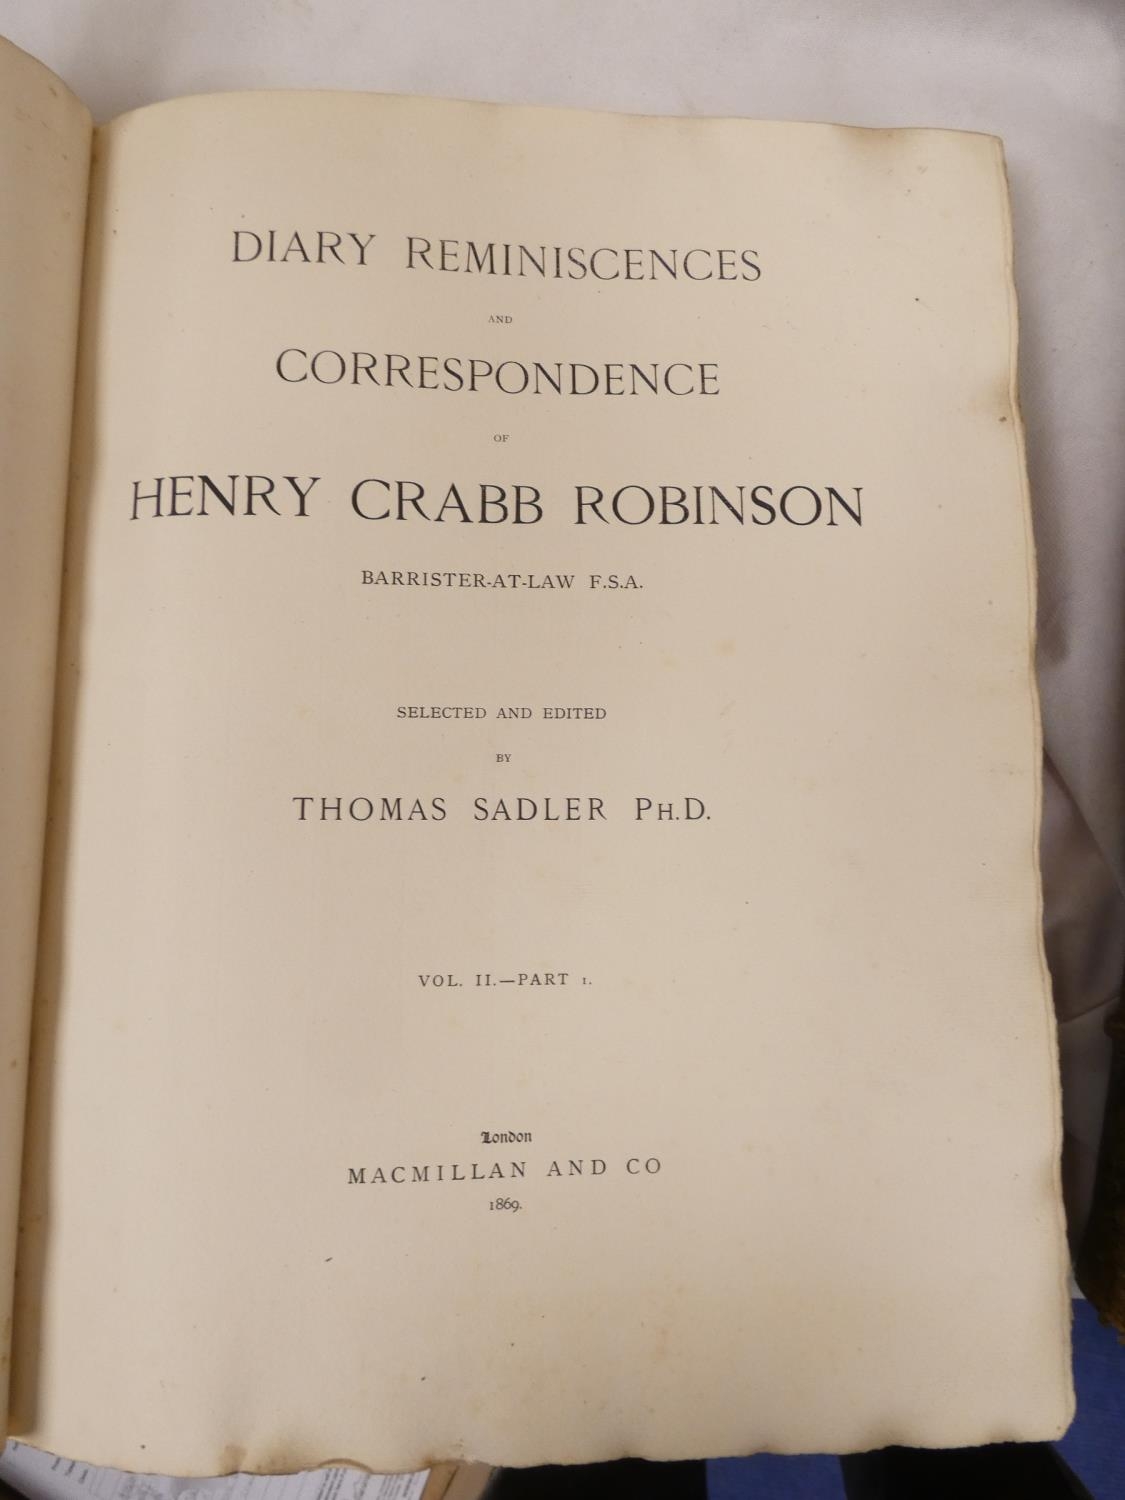 DIARY REMINISCENCES
AND
CORRESPONDENCE
OF
HENRY CRABB ROBINSON
BARRISTER-AT-LAW F.S.A.
SELECTED AND EDITED
BY
THOMAS SADLER PH.D.
VOL. II.—PART 1.
London
MACMILLAN AND CO
1869.